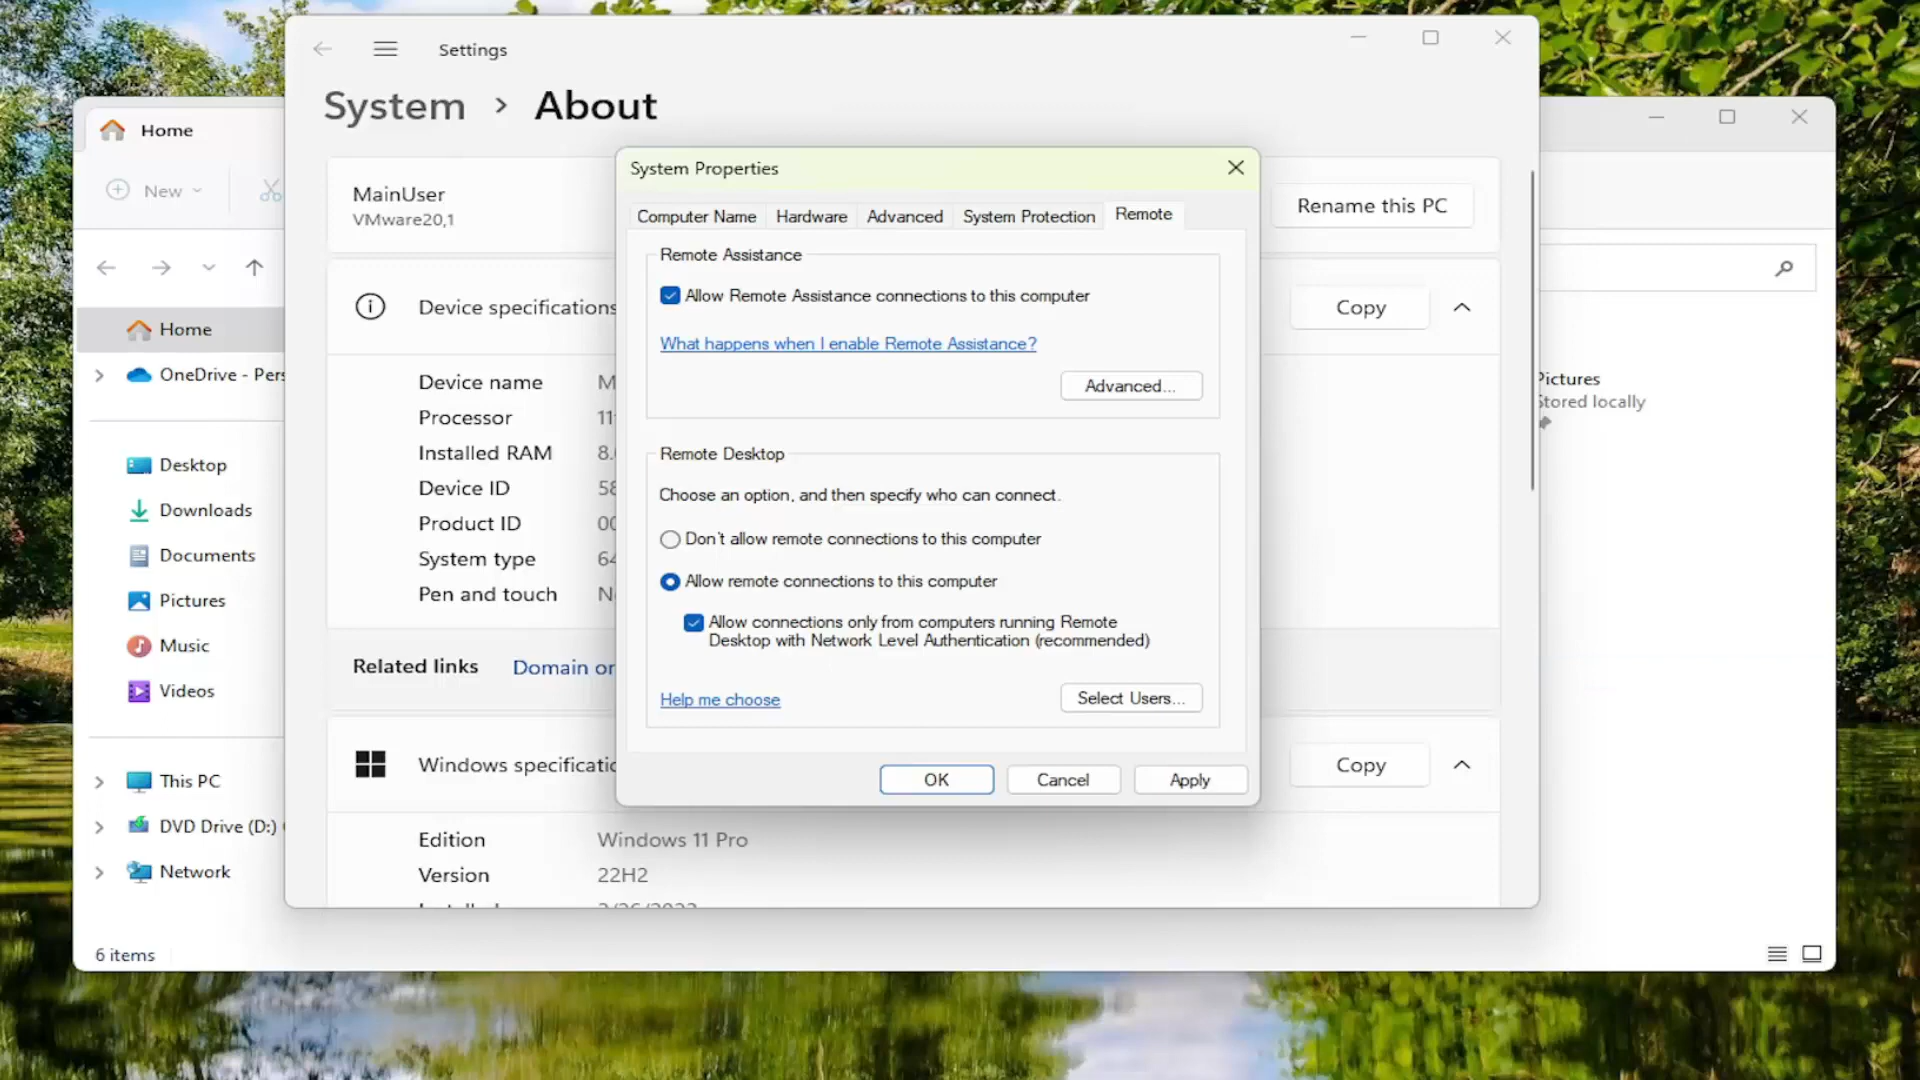 Settings
System > About
Home
New
MainUser
VMware20,1
Rename this PC
System Properties
Computer Name
Hardware
Advanced
System Protection
Remote
Remote Assistance
Allow Remote Assistance connections to this computer
What happens when I enable Remote Assistance?
Advanced...
Remote Desktop
Choose an option, and then specify who can connect.
Don't allow remote connections to this computer
Allow remote connections to this computer
Allow connections only from computers running Remote
Desktop with Network Level Authentication (recommended)
Help me choose
Select Users...
OK
Cancel
Apply
Device specifications
Copy
Device name
Processor
Installed RAM
Device ID
Product ID
System type
Pen and touch
Related links
Domain or
Windows
Copy
Edition
Windows 11 Pro
Version
22H2
Home
OneDrive -
Desktop
Downloads
Documents
Pictures
Music
Videos
This PC
DVD Drive (D:)
Network
6 items
Pictures
Stored locally